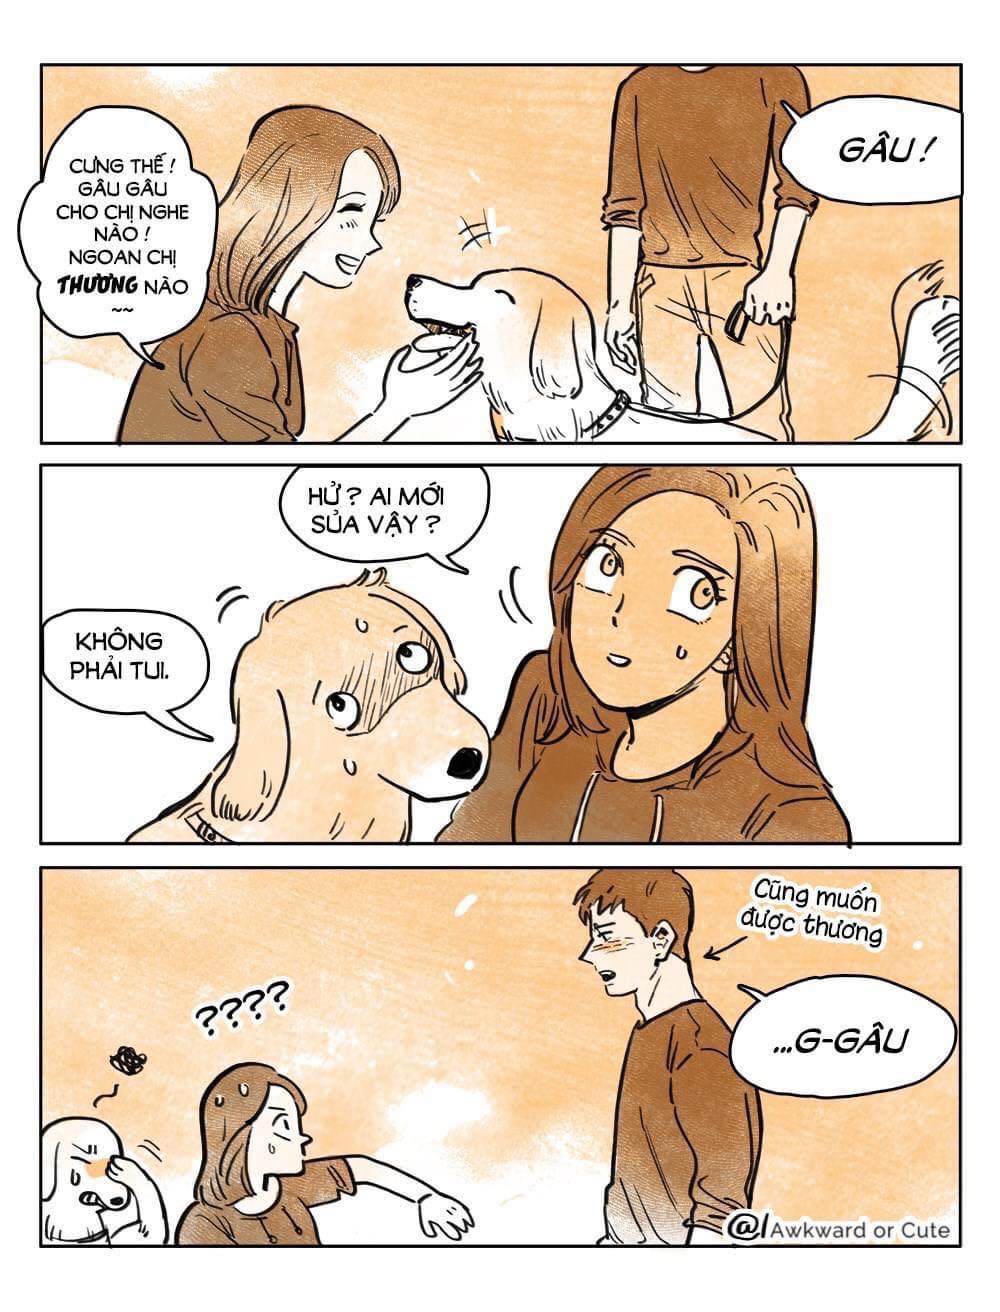 CƯNG THẾ!
GÂU GÂU
CHO CHỊ NGHE
NÀO!
NGOAN CHỊ
THƯƠNG NÀO
~~
GÂU!
HỬ? AI MỚI
SỦA VẬY?
KHÔNG
PHẢI TUI.
Cũng muốn
được thương
????
...G-GÂU
@| Awkward or Cute